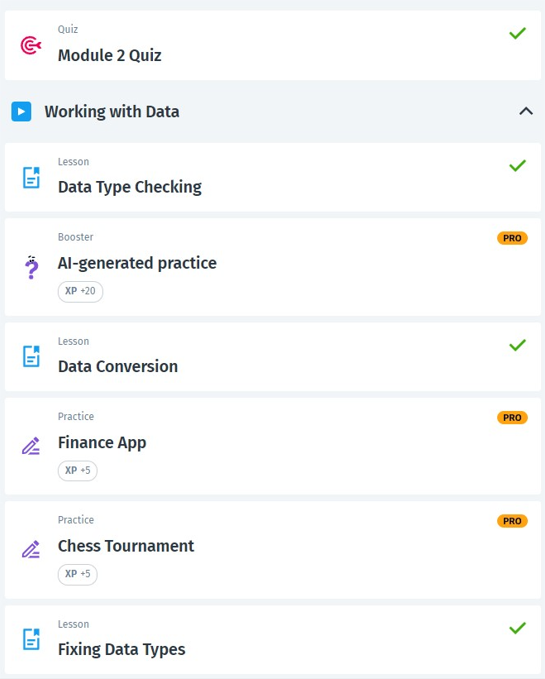 Quiz
Module 2 Quiz
Working with Data
Lesson
Data Type Checking
Booster
PRO
AI-generated practice
XP +20
Lesson
Data Conversion
Practice
PRO
Finance App
XP +5
Practice
PRO
Chess Tournament
XP +5
Lesson
Fixing Data Types